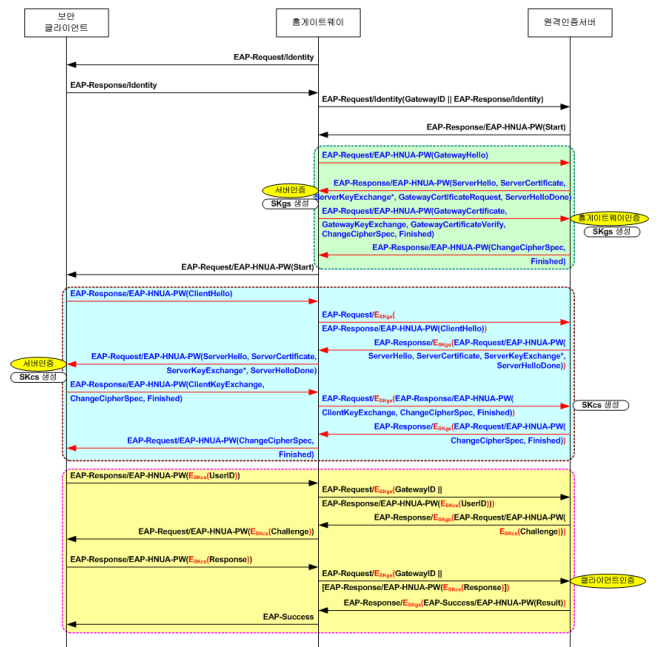 보안
클라이언트
홈게이트웨이
원격인증서버
EAP-Request/Identity
EAP-Response/Identity
EAP-Request/Identity(GatewayID || EAP-Response/Identity)
EAP-Response/EAP-HNUA-PW(Start)
EAP-Request/EAP-HNUA-PW(GatewayHello)
서버인증
SKgs 생성
EAP-Response/EAP-HNUA-PW(ServerHello, ServerCertificate,
ServerKeyExchange*, GatewayCertificateRequest, ServerHelloDone)
EAP-Request/EAP-HNUA-PW(GatewayCertificate,
GatewayKeyExchange, GatewayCertificateVerify,
ChangeCipherSpec, Finished)
홈게이트웨이인증
SKgs 생성
EAP-Response/EAP-HNUA-PW(ChangeCipherSpec,
Finished)
EAP-Request/EAP-HNUA-PW(Start)
EAP-Response/EAP-HNUA-PW(ClientHello)
EAP-Request/ESKgs(
EAP-Response/EAP-HNUA-PW(ClientHello))
EAP-Response/ESKgs(EAP-Request/EAP-HNUA-PW(
ServerHello, ServerCertificate, ServerKeyExchange*,
ServerHelloDone))
서버인증
SKcs 생성
EAP-Request/EAP-HNUA-PW(ServerHello, ServerCertificate,
ServerKeyExchange*, ServerHelloDone)
EAP-Response/EAP-HNUA-PW(ClientKeyExchange,
ChangeCipherSpec, Finished)
EAP-Request/ESKgs(EAP-Response/EAP-HNUA-PW(
ClientKeyExchange, ChangeCipherSpec, Finished))
SKcs 생성
EAP-Response/ESKgs(EAP-Request/EAP-HNUA-PW(
ChangeCipherSpec, Finished))
EAP-Request/EAP-HNUA-PW(ChangeCipherSpec,
Finished)
EAP-Response/EAP-HNUA-PW(ESKcs(UserID))
EAP-Request/ESKgs(GatewayID ||
EAP-Response/EAP-HNUA-PW(ESKcs(UserID)))
EAP-Response/ESKgs(EAP-Request/EAP-HNUA-PW(
ESKcs(Challenge)))
EAP-Request/EAP-HNUA-PW(ESKcs(Challenge))
EAP-Response/EAP-HNUA-PW(ESKcs(Response))
EAP-Request/ESKgs(GatewayID ||
[EAP-Response/EAP-HNUA-PW(ESKcs(Response)])
클라이언트인증
EAP-Response/ESKgs(EAP-Success/EAP-HNUA-PW(Result))
EAP-Success